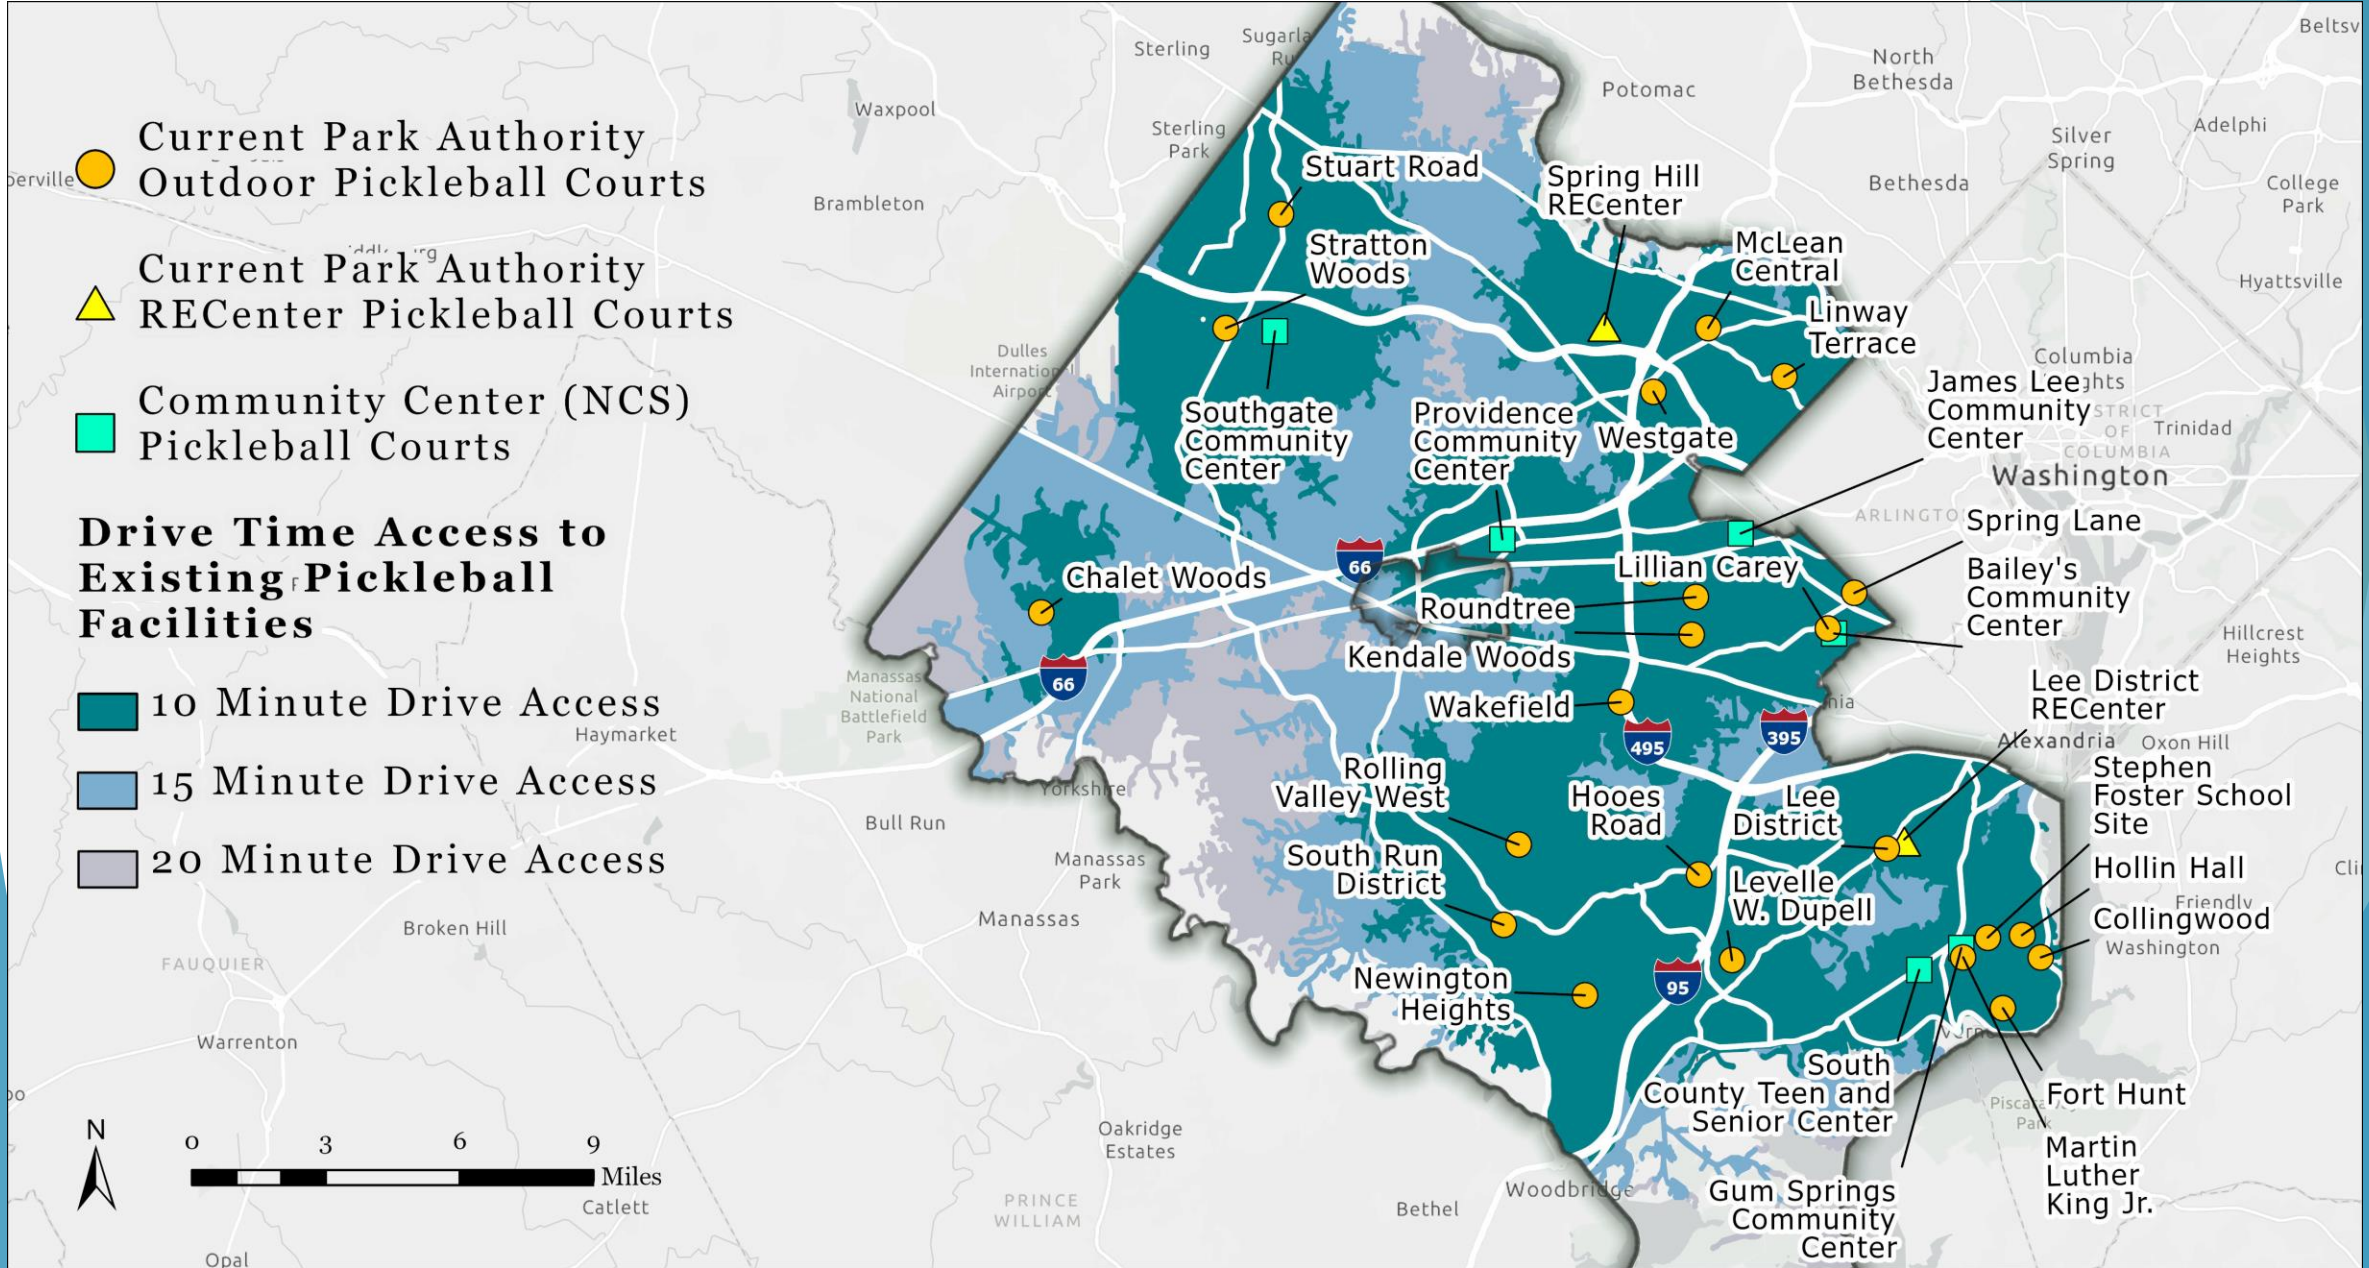 Current Park Authority
Outdoor Pickleball Courts
Current Park Authority
RECenter Pickleball Courts
Community Center (NCS)
Pickleball Courts
Drive Time Access to
Existing Pickleball
Facilities
10 Minute Drive Access
15 Minute Drive Access
20 Minute Drive Access
N
0 3 6 9
Miles
Catlett
Opal
Warrenton
FAUQUIER
Broken Hill
Haymarket
Bull Run
Manassas
Manassas
Park
Yorkshire
Oakridge
Estates
PRINCE
WILLIAM
Bethel
Woodbridge
Manassas
National
Battlefield
Park
Waxpool
Brambleton
Sterling
Sterling
Park
Dulles
International
Airport
Potomac
North
Bethesda
Bethesda
Silver
Spring
Adelphi
College
Park
Hyattsville
Columbia
Trinidad
OF
COLUMBIA
Washington
Hillcrest
Heights
Alexandria
Oxon Hill
Friendly
Washington
Park
Stuart Road
Stratton
Woods
Spring Hill
RECenter
McLean
Central
Linway
Terrace
Southgate
Community
Center
Providence
Community
Center
Westgate
James Lee
Community
Center
Spring Lane
Bailey's
Community
Center
Lillian Carey
Chalet Woods
Roundtree
Kendale Woods
Wakefield
66
66
495
395
95
Lee District
RECenter
Rolling
Valley West
Hooes
Road
Lee
District
Stephen
Foster School
Site
South Run
District
Levelle
W. Dupell
Hollin Hall
Collingwood
Newington
Heights
South
County Teen and
Senior Center
Fort Hunt
Martin
Luther
King Jr.
Gum Springs
Community
Center